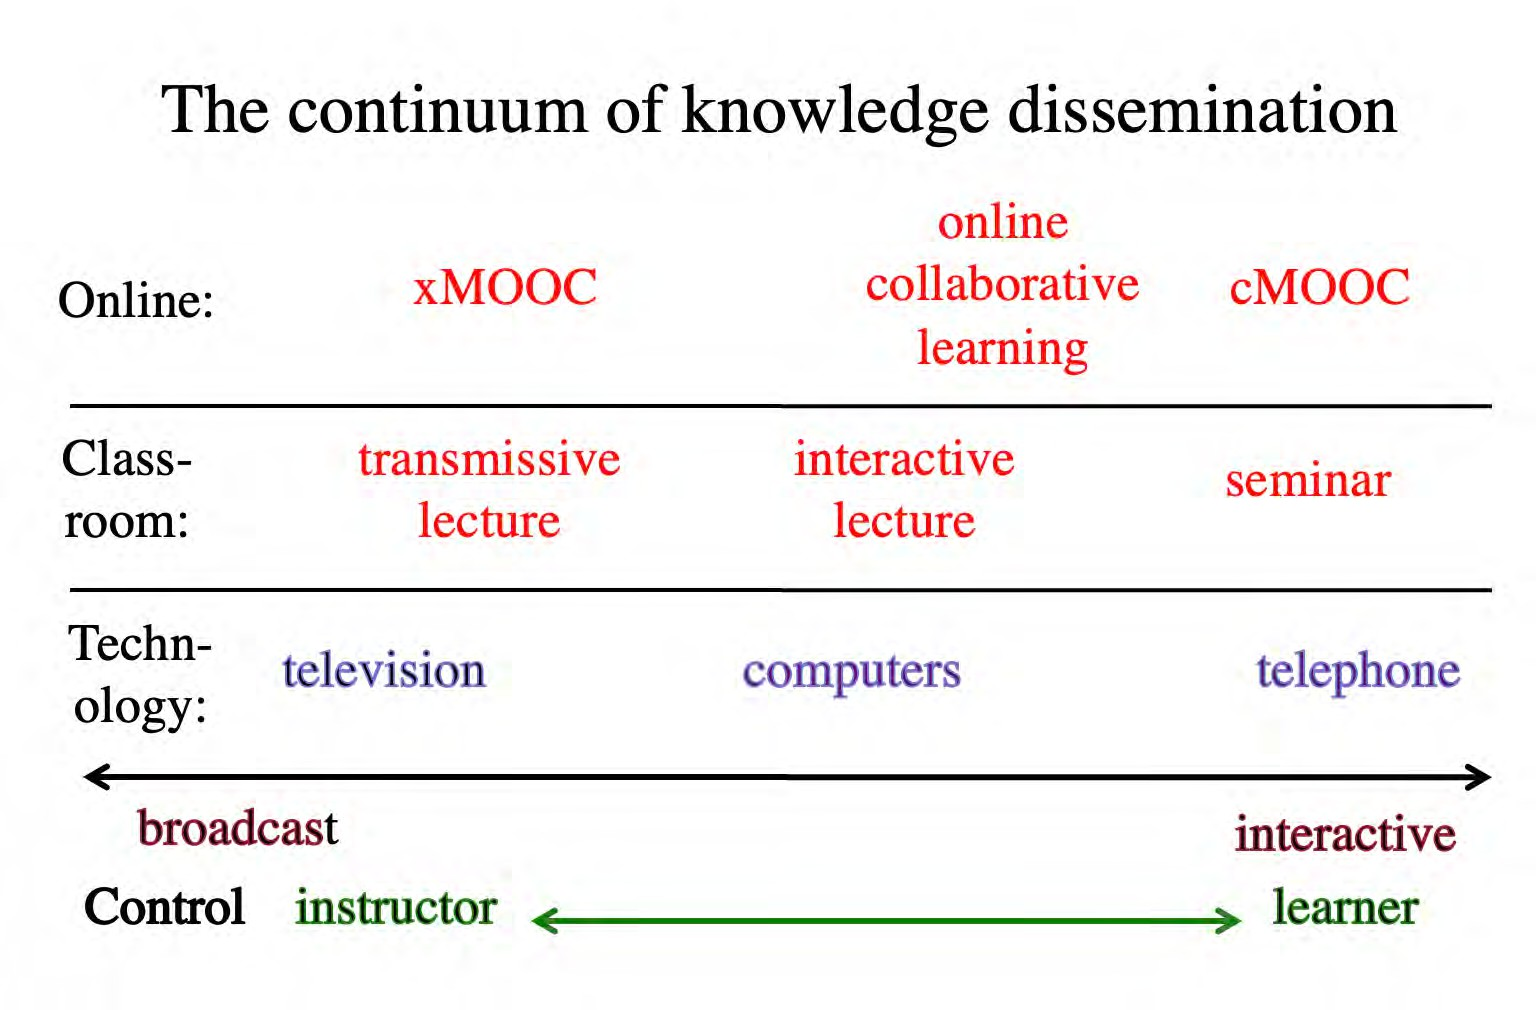 The continuum of knowledge dissemination
Online: xMOOC online collaborative learning cMOOC
Class-
room:
transmissive
lecture
interactive
lecture
seminar
Techn-
ology:
television computers telephone
broadcast interactive
Control instructor learner